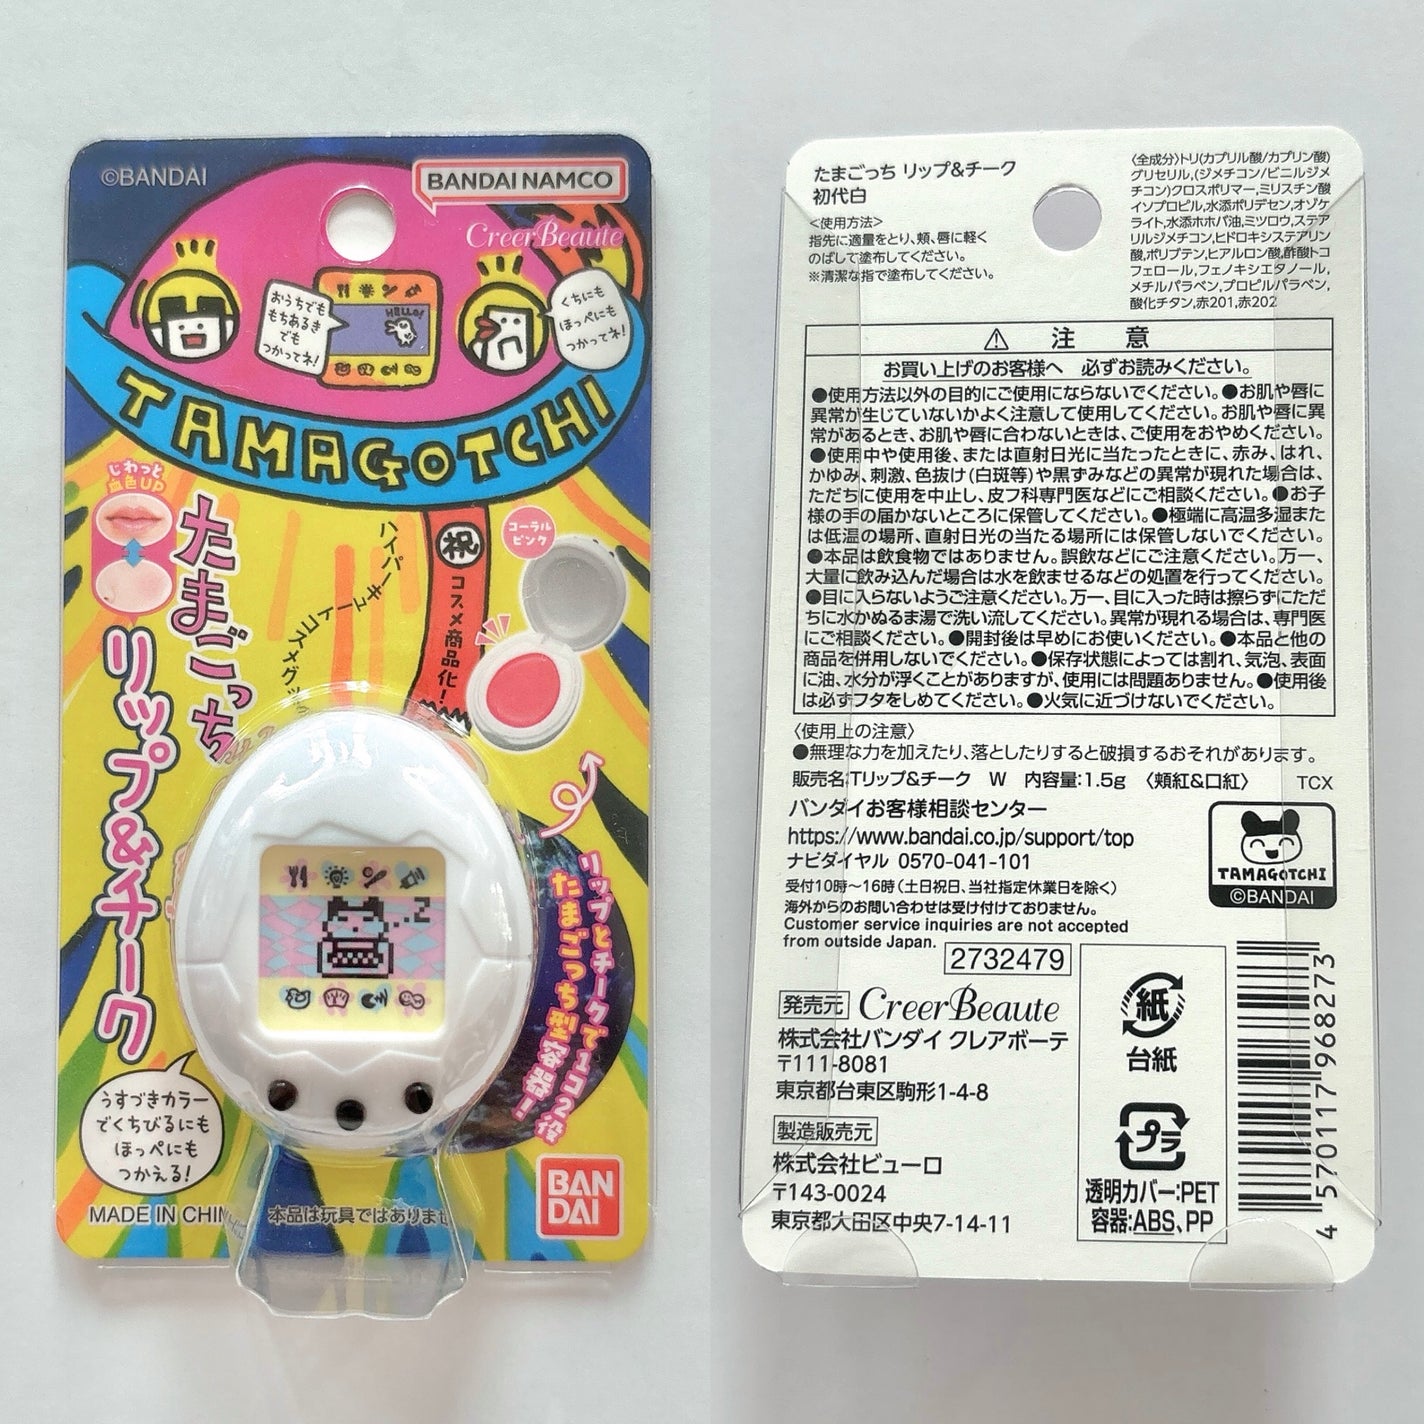 ©BANDAI
BANDAI NAMCO
CreerBeaute
おうちでも
もちあるき
でも
つかってネ!
HELLO!
くちにも
ほっぺにも
つかってネ!
TAMAGOTCHI
じわっと
血色UP
たまごっち
リップ&チーク
ハイパーキュートコスメグッ
祝
コスメ商品化!
コーラル
ピンク
リップとチークで1コ2役
たまごっち型容器!
うすづきカラー
でくちびるにも
ほっぺにも
つかえる!
MADE IN CHIN
本品は玩具ではありませ
BAN
DAI
たまごっち リップ&チーク
初代白
<使用方法>
指先に適量をとり、頬、唇に軽く
のばして塗布してください。
※清潔な指で塗布してください。
〈全成分〉トリ(カプリル酸/カプリン酸)
グリセリル,(ジメチコン/ビニルジメ
チコン)クロスポリマー,ミリスチン酸
イソプロピル,水添ポリデセン,オゾケ
ライト,水添ホホバ油,ミツロウ,ステア
リルジメチコン,ヒドロキシステアリン
酸,ポリブテン,ヒアルロン酸,酢酸トコ
フェロール,フェノキシエタノール,
メチルパラベン,プロピルパラベン,
酸化チタン,赤201,赤202
⚠ 注 意
お買い上げのお客様へ 必ずお読みください。
●使用方法以外の目的にご使用にならないでください。●お肌や唇に
異常が生じていないかよく注意して使用してください。お肌や唇に異
常があるとき、お肌や唇に合わないときは、ご使用をおやめください。
●使用中や使用後、または直射日光に当たったときに、赤み、はれ、
かゆみ、刺激、色抜け(白斑等)や黒ずみなどの異常が現れた場合は、
ただちに使用を中止し、皮フ科専門医などにご相談ください。●お子
様の手の届かないところに保管してください。●極端に高温多湿また
は低温の場所、直射日光の当たる場所には保管しないでください。
●本品は飲食物ではありません。誤飲などにご注意ください。万一、
大量に飲み込んだ場合は水を飲ませるなどの処置を行ってください。
●目に入らないようご注意ください。万一、目に入った時は擦らずにただ
ちに水かぬるま湯で洗い流してください。異常が現れる場合は、専門医
にご相談ください。●開封後は早めにお使いください。●本品と他の
商品を併用しないでください。●保存状態によっては割れ、気泡、表面
に油、水分が浮くことがありますが、使用には問題ありません。●使用後
は必ずフタをしめてください。●火気に近づけないでください。
〈使用上の注意〉
●無理な力を加えたり、落としたりすると破損するおそれがあります。
販売名:Tリップ&チーク W 内容量:1.5g 〈頬紅&口紅〉 TCX
バンダイお客様相談センター
https://www.bandai.co.jp/support/top
ナビダイヤル 0570-041-101
受付10時～16時(土日祝日、当社指定休業日を除く)
海外からのお問い合わせは受け付けておりません。
Customer service inquiries are not accepted
from outside Japan.
2732479
TAMAGOTCHI
©BANDAI
発売元 CreerBeaute
株式会社バンダイ クレアボーテ
〒111-8081
東京都台東区駒形1-4-8
製造販売元
株式会社ビューロ
〒143-0024
東京都大田区中央7-14-11
紙
台紙
プラ
透明カバー:PET
容器:ABS、PP
4 570117 968273